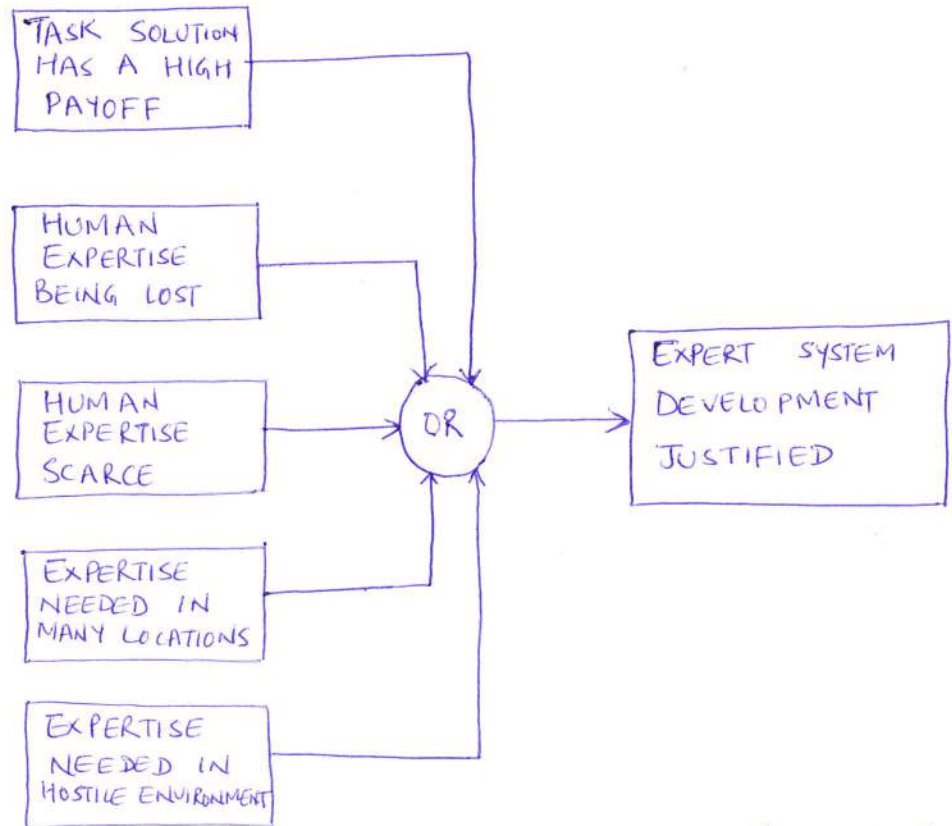 TASK SOLUTION
HAS A HIGH
PAYOFF
HUMAN
EXPERTISE
BEING LOST
HUMAN
EXPERTISE
SCARCE
EXPERTISE
NEEDED IN
MANY LOCATIONS
EXPERTISE
NEEDED IN
HOSTILE ENVIRONMENT
OR
EXPERT SYSTEM
DEVELOPMENT
JUSTIFIED